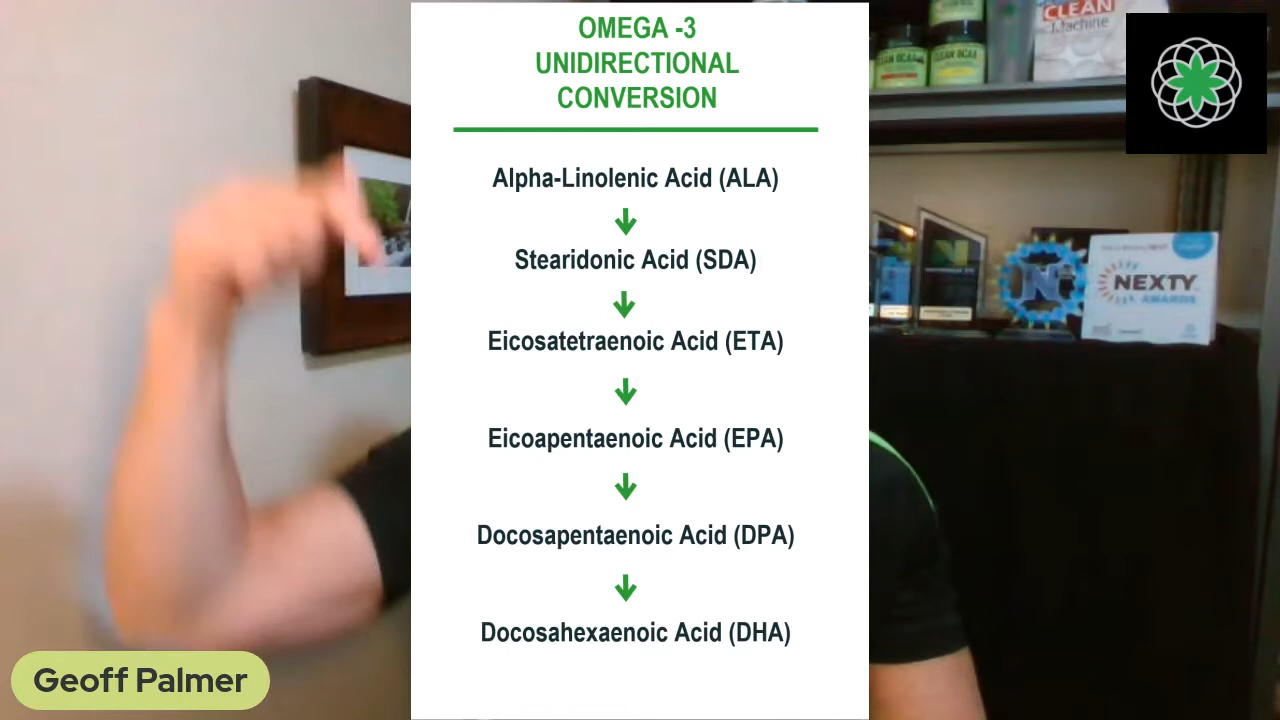 OMEGA -3
UNIDIRECTIONAL
CONVERSION
Alpha-Linolenic Acid (ALA)
Stearidonic Acid (SDA)
Eicosatetraenoic Acid (ETA)
Eicoapentaenoic Acid (EPA)
Docosapentaenoic Acid (DPA)
Docosahexaenoic Acid (DHA)
Geoff Palmer
CLEAN
Machine
CLEAN BCAA
CLEAN BCAA
N
NEXTY
AWARDS